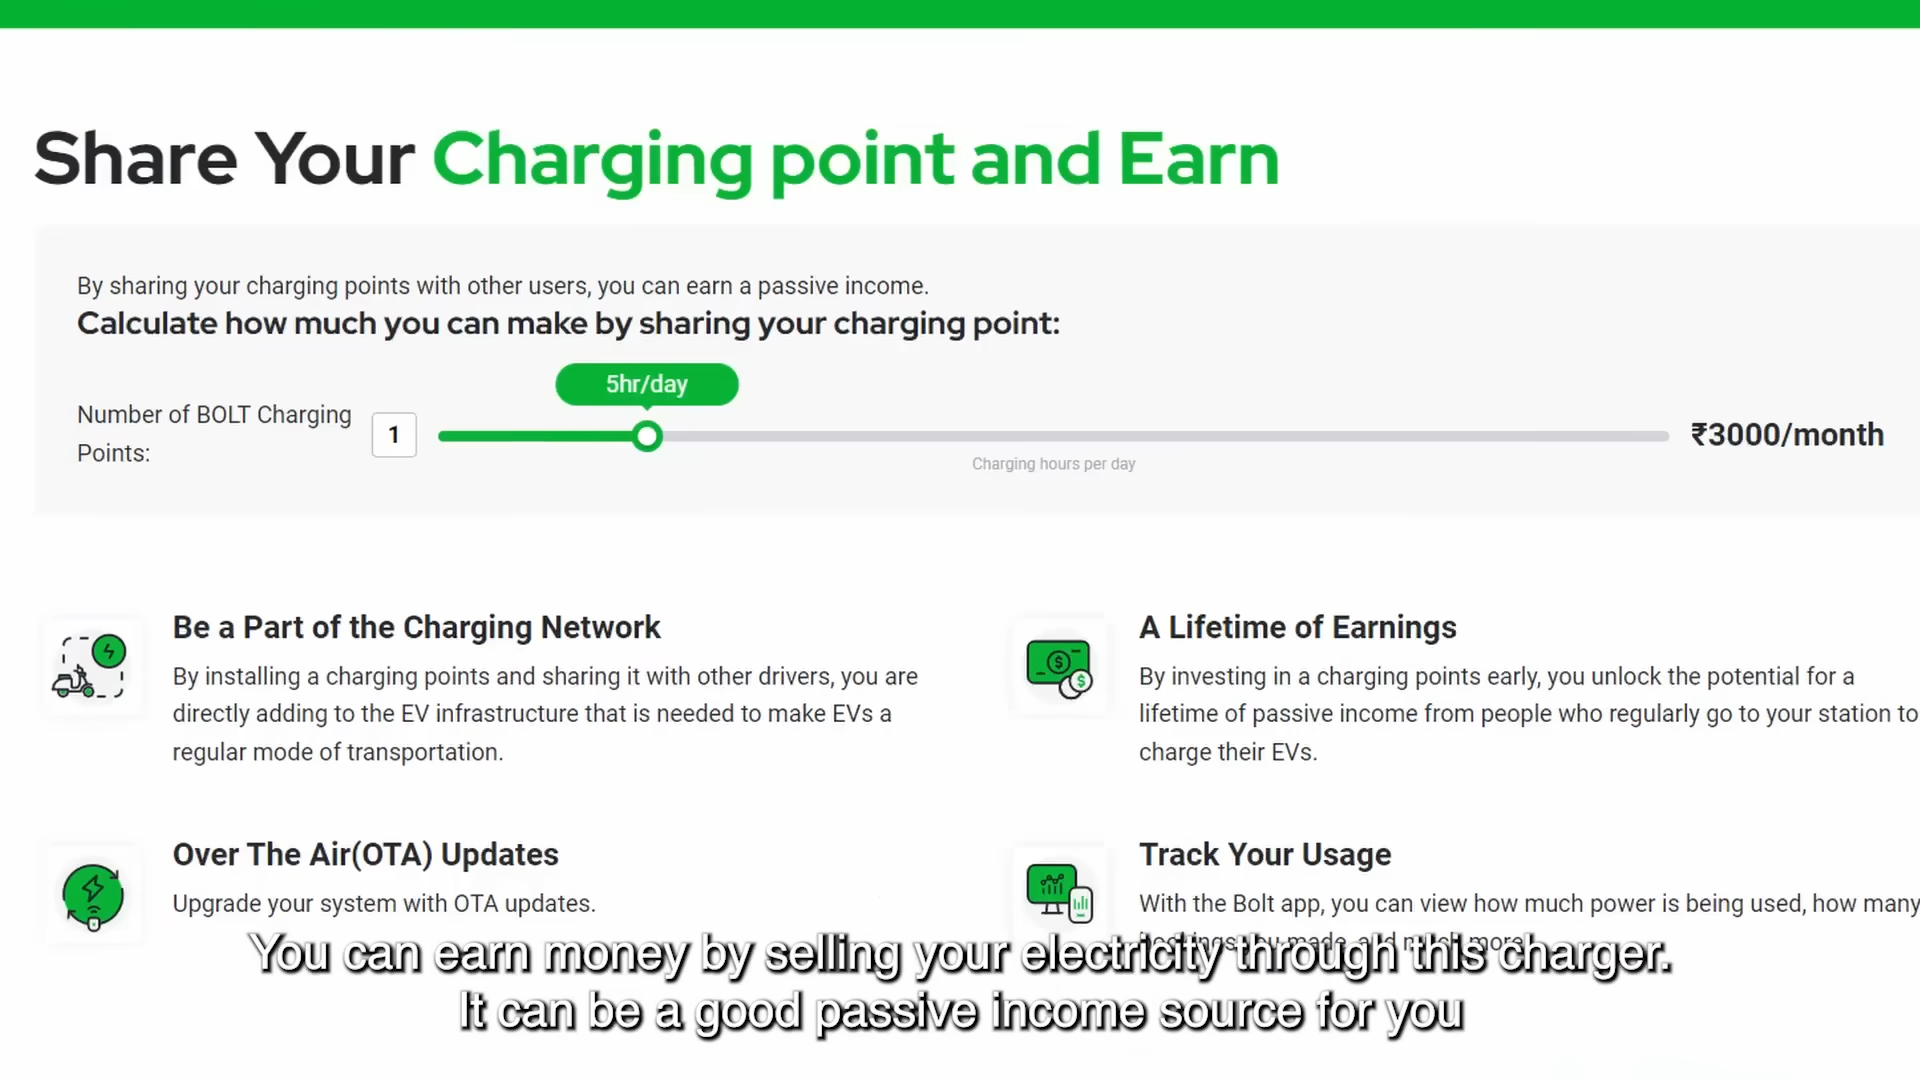 Share Your Charging point and Earn
By sharing your charging points with other users, you can earn a passive income.
Calculate how much you can make by sharing your charging point:
5hr/day
Number of BOLT Charging
Points:
1
₹3000/month
Charging hours per day
Be a Part of the Charging Network
By installing a charging points and sharing it with other drivers, you are
directly adding to the EV infrastructure that is needed to make EVs a
regular mode of transportation.
A Lifetime of Earnings
By investing in a charging points early, you unlock the potential for a
lifetime of passive income from people who regularly go to your station to
charge their EVs.
Over The Air(OTA) Updates
Upgrade your system with OTA updates.
Track Your Usage
With the Bolt app, you can view how much power is being used, how many
You can earn money by selling your electricity through this charger.
It can be a good passive income source for you